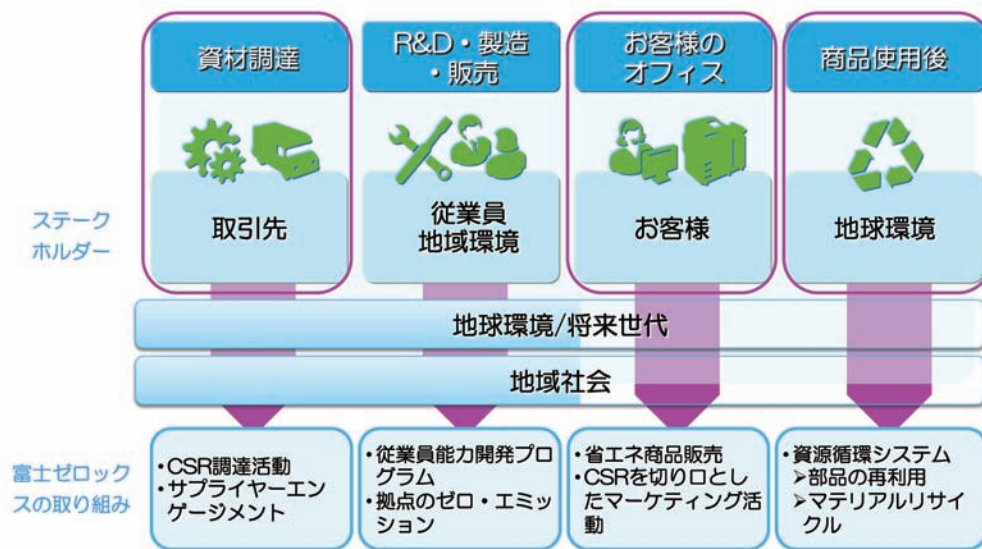 資材調達
R&D・製造
・販売
お客様の
オフィス
商品使用後
ステーク
ホルダー
取引先
従業員
地域環境
お客様
地球環境
地球環境/将来世代
地域社会
富士ゼロック
スの取り組み
・CSR調達活動
・サプライヤーエン
ゲージメント
・従業員能力開発プロ
グラム
・拠点のゼロ・エミッ
ション
・省エネ商品販売
・CSRを切り口とし
たマーケティング活
動
・資源循環システム
➢部品の再利用
➢マテリアルリサイ
クル